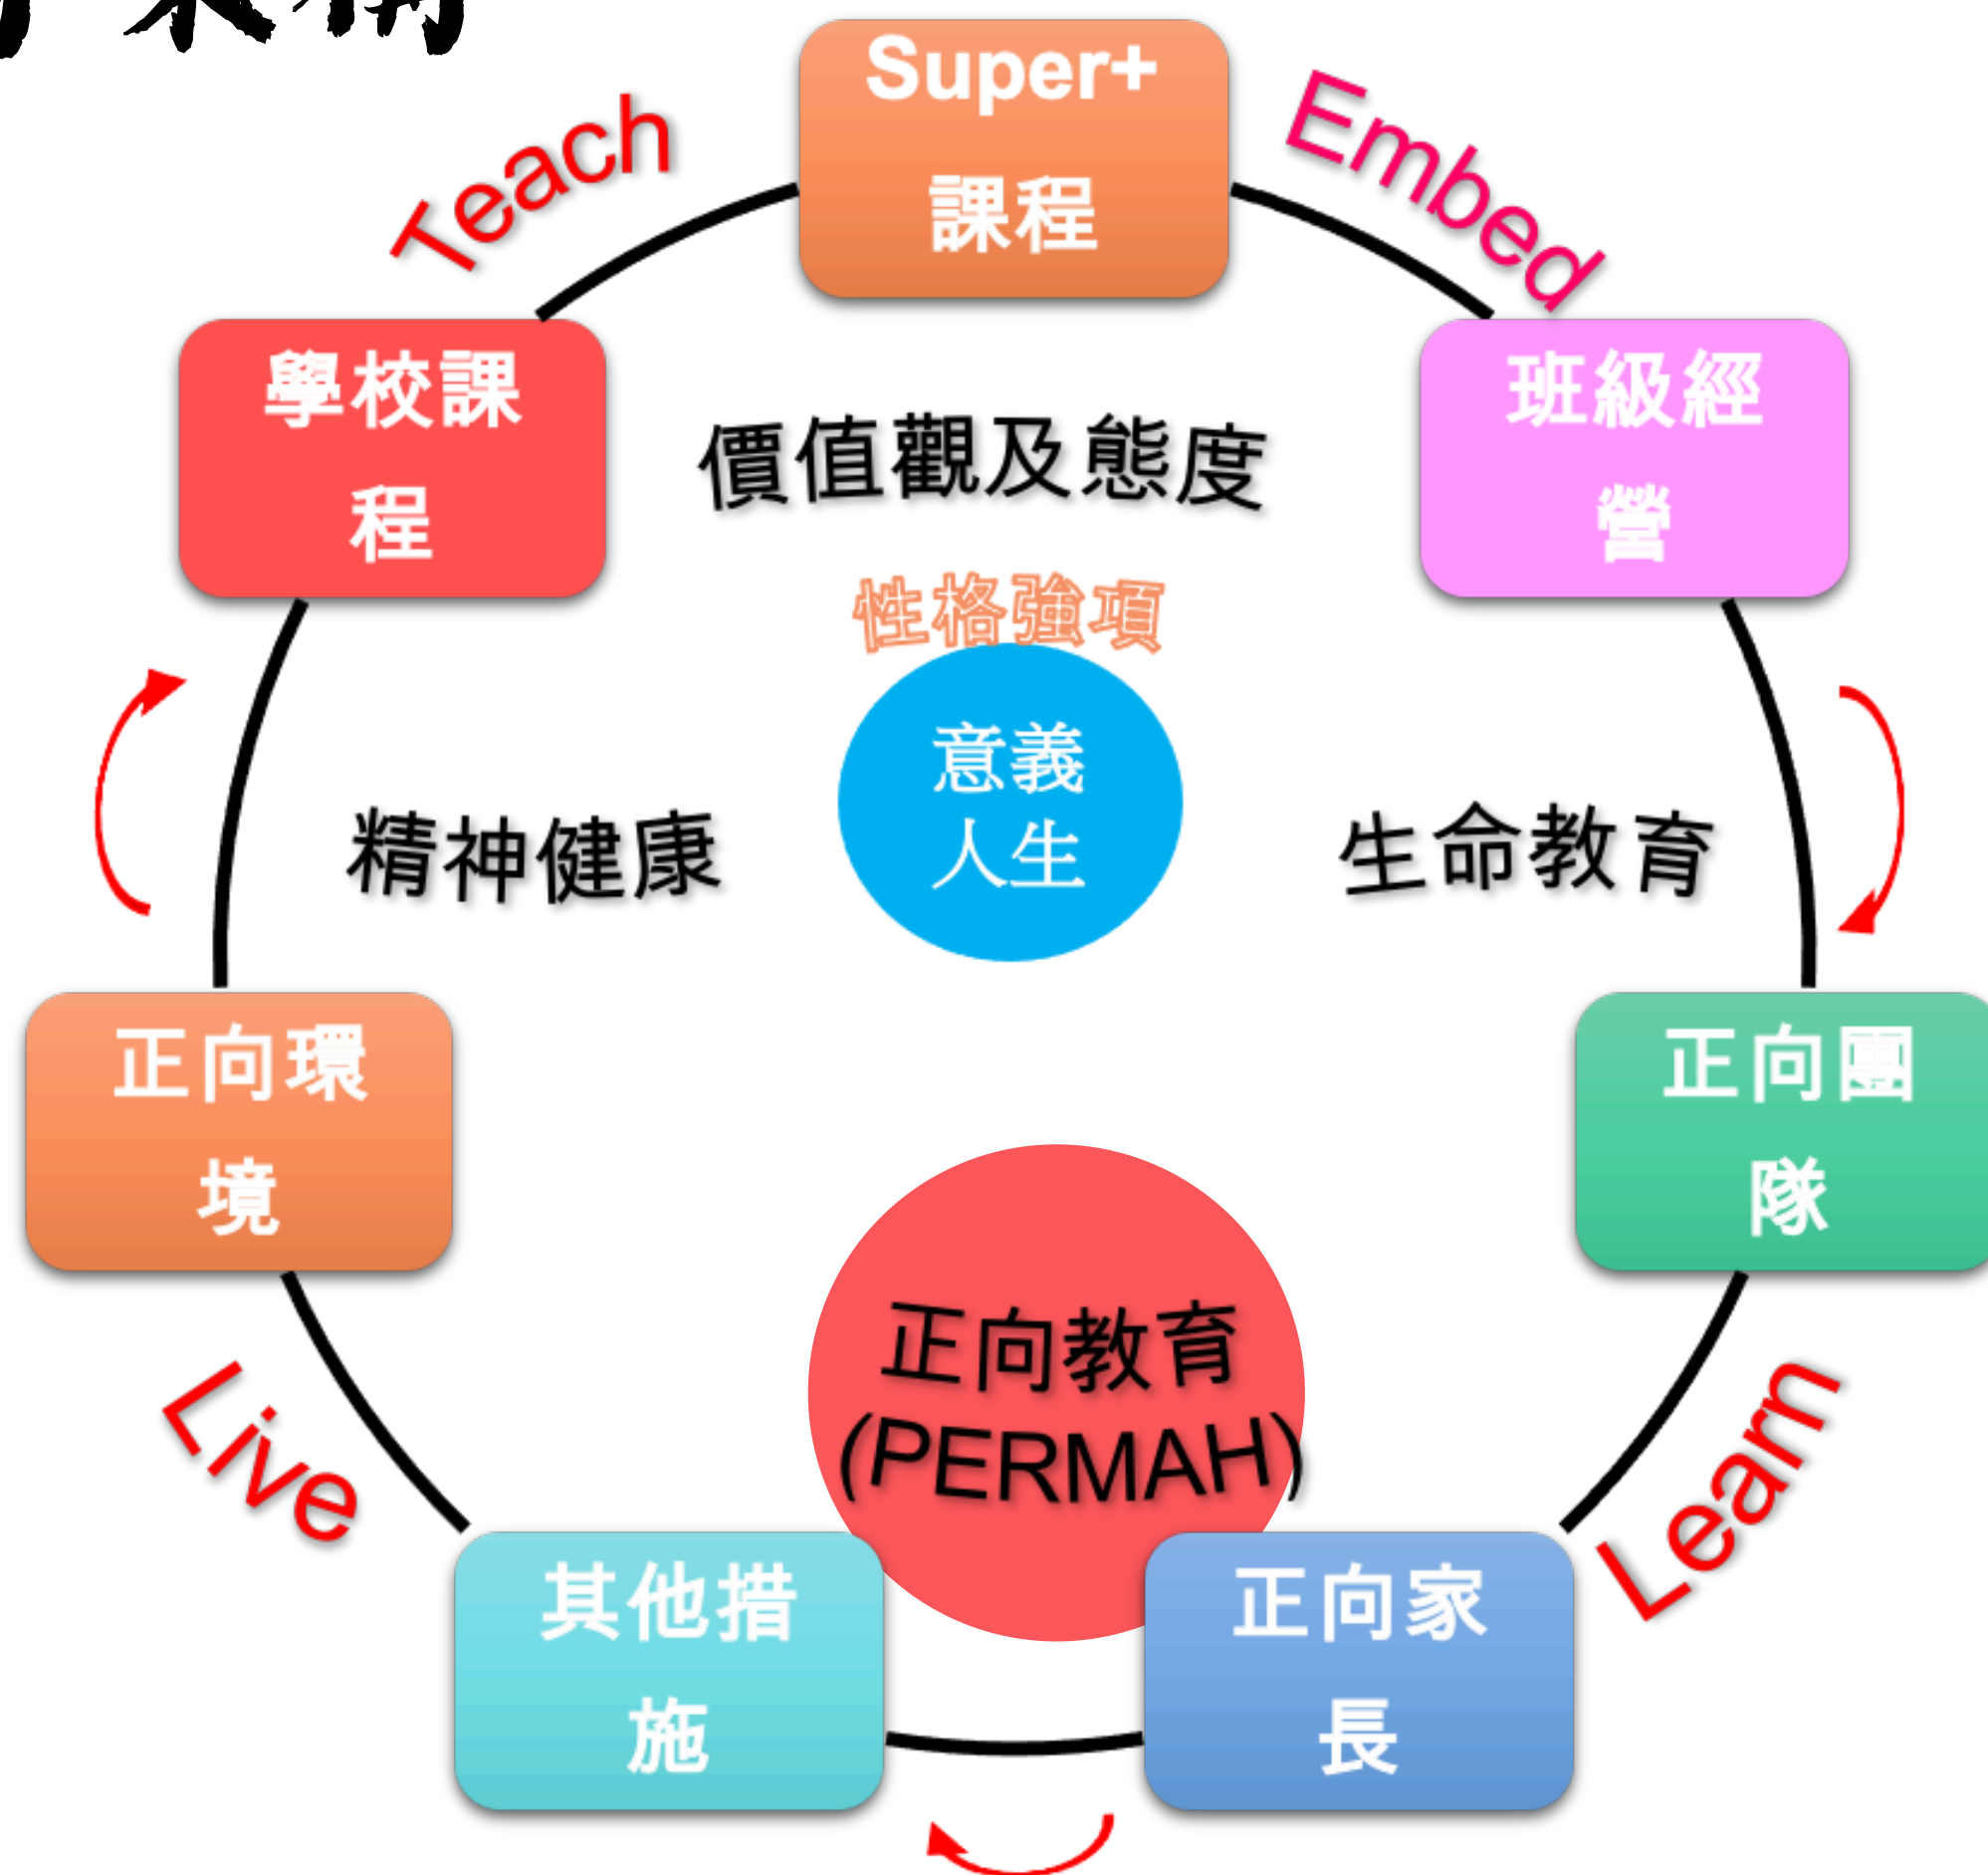 Super+
課程
Teach
Embed
學校課
程
班級經
營
價值觀及態度
性格強項
意義
人生
精神健康
生命教育
正向環
境
正向團
隊
正向教育
(PERMAH)
Live
Learn
其他措
施
正向家
長